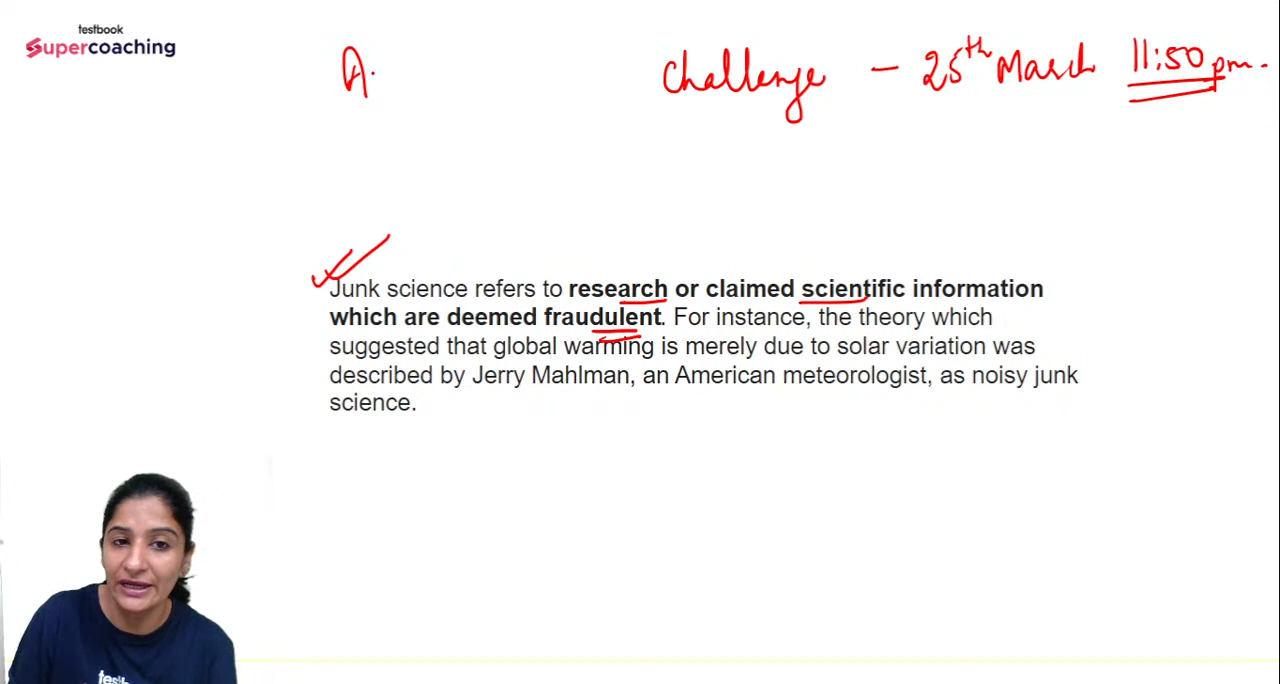 testbook
Supercoaching
A.
Challenge - 25th March 11:50 pm.
Junk science refers to research or claimed scientific information
which are deemed fraudulent. For instance, the theory which
suggested that global warming is merely due to solar variation was
described by Jerry Mahlman, an American meteorologist, as noisy junk
science.